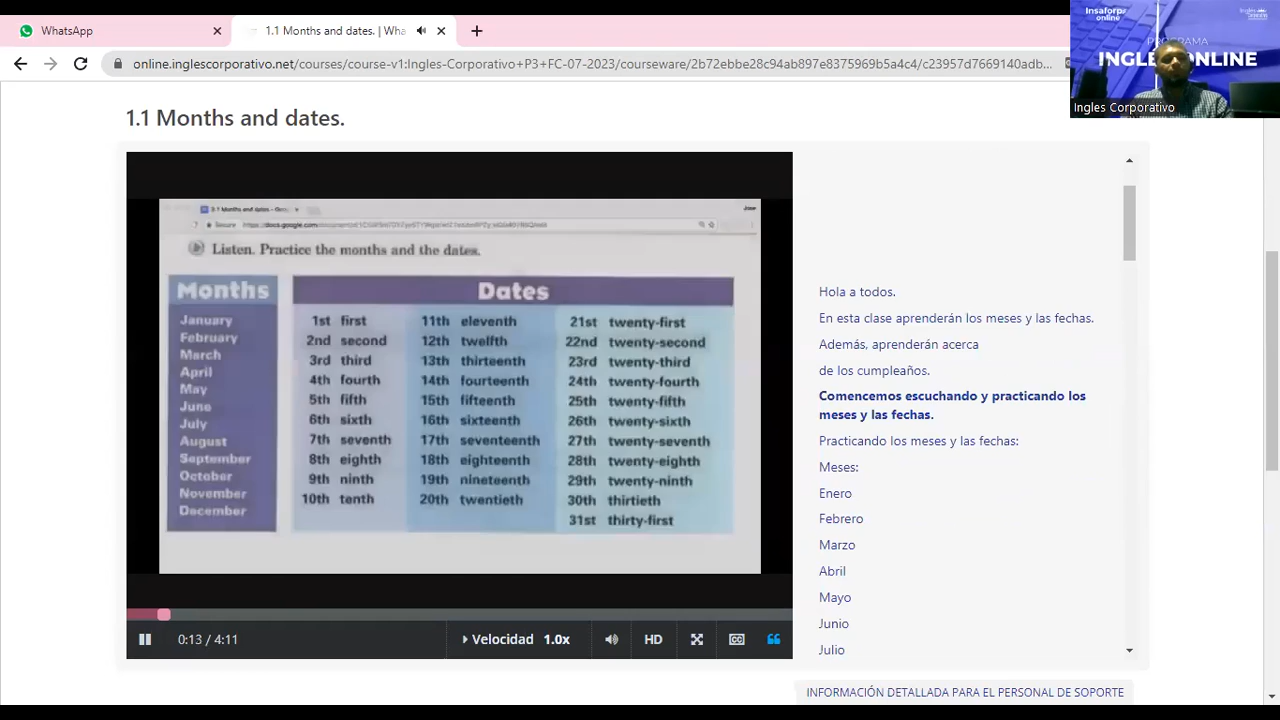 WhatsApp
1.1 Months and dates. | Wha
online.inglescorporativo.net/courses/course-v1:Ingles-Corporativo+P3+FC-07-2023/courseware/2b72ebbe28c94ab897e8375969b5a4c4/c23957d7669140adb...
Insaforp
online
PROGRAMA
INGLES ONLINE
Ingles Corporativo
1.1 Months and dates.
Listen. Practice the months and the dates.
Months
January
February
March
April
May
June
July
August
September
October
November
December
Dates
1st first
2nd second
3rd third
4th fourth
5th fifth
6th sixth
7th seventh
8th eighth
9th ninth
10th tenth
11th eleventh
12th twelfth
13th thirteenth
14th fourteenth
15th fifteenth
16th sixteenth
17th seventeenth
18th eighteenth
19th nineteenth
20th twentieth
21st twenty-first
22nd twenty-second
23rd twenty-third
24th twenty-fourth
25th twenty-fifth
26th twenty-sixth
27th twenty-seventh
28th twenty-eighth
29th twenty-ninth
30th thirtieth
31st thirty-first
0:13 / 4:11
Velocidad 1.0x
HD
CC
Hola a todos.
En esta clase aprenderán los meses y las fechas.
Además, aprenderán acerca
de los cumpleaños.
Comencemos escuchando y practicando los
meses y las fechas.
Practicando los meses y las fechas:
Meses:
Enero
Febrero
Marzo
Abril
Mayo
Junio
Julio
INFORMACIÓN DETALLADA PARA EL PERSONAL DE SOPORTE